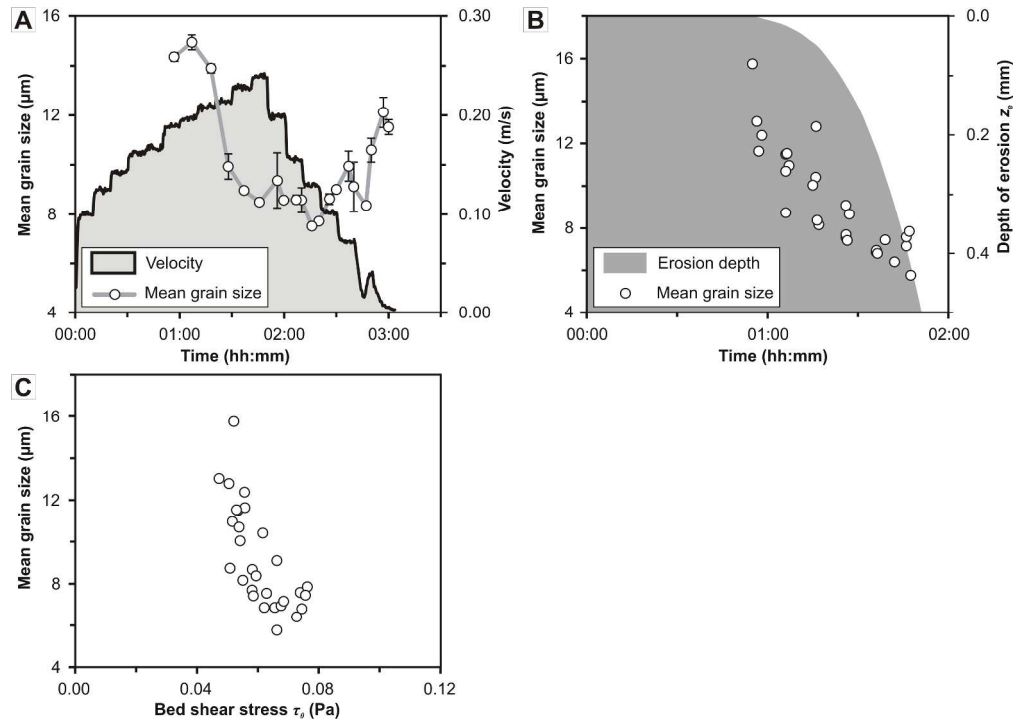 A
16
12
8
4
Mean grain size (µm)
0.30
0.20
0.10
0.00
Velocity (m/s)
Velocity
Mean grain size
00:00
01:00
02:00
03:00
Time (hh:mm)
B
16
12
8
4
Mean grain size (µm)
0.0
0.2
0.4
Depth of erosion z₀ (mm)
Erosion depth
Mean grain size
00:00
01:00
02:00
Time (hh:mm)
C
16
12
8
4
Mean grain size (µm)
0.00
0.04
0.08
0.12
Bed shear stress τ₀ (Pa)